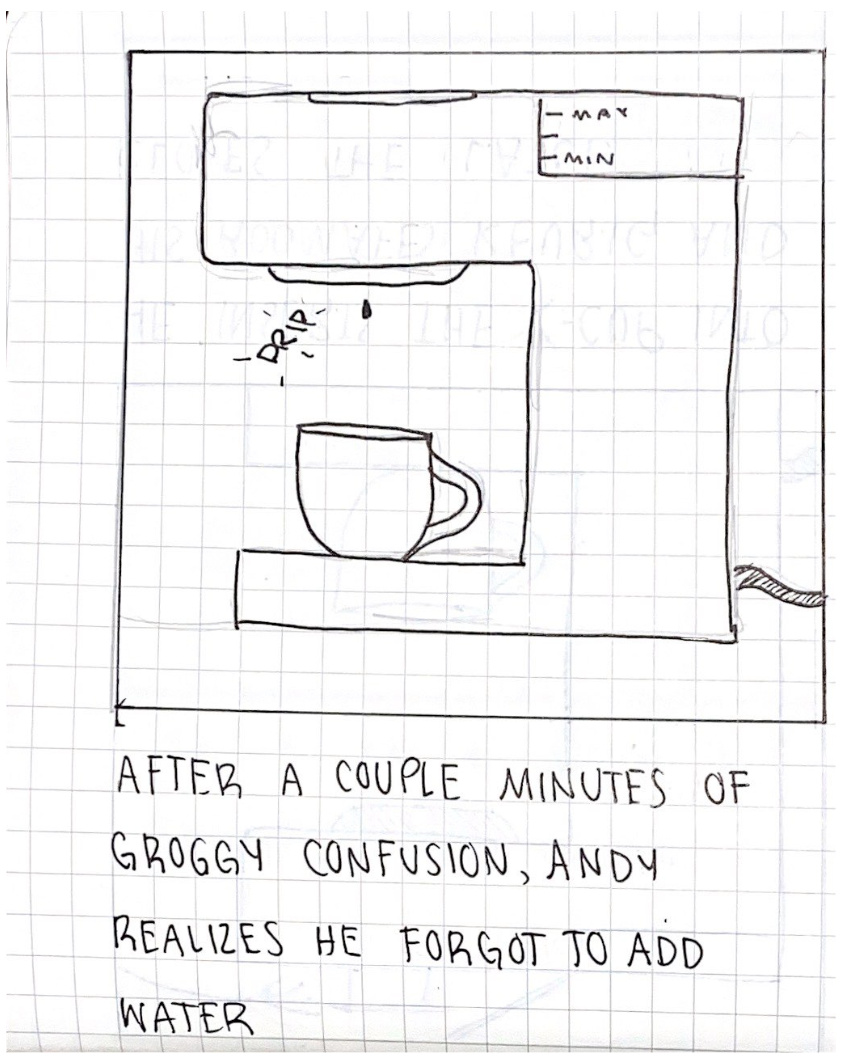 MAX
MIN
DRIP
AFTER A COUPLE MINUTES OF
GROGGY CONFUSION, ANDY
REALIZES HE FORGOT TO ADD
WATER